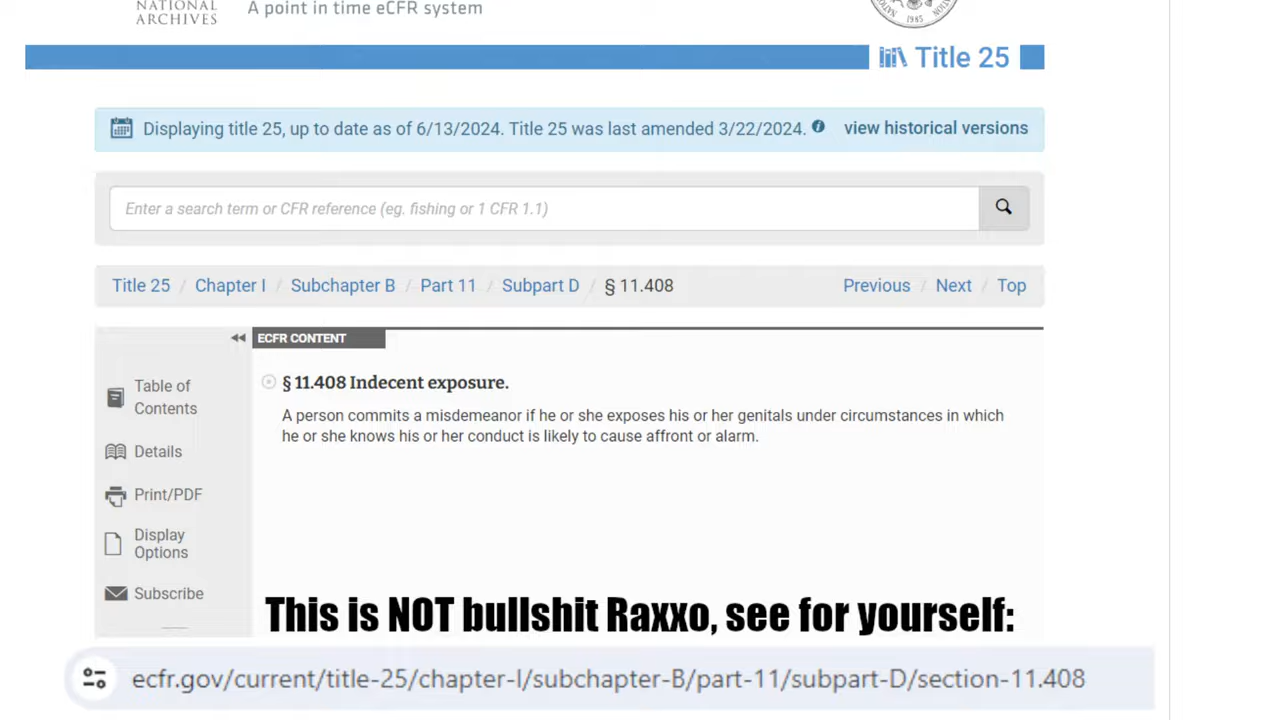 NATIONAL
ARCHIVES
A point in time eCFR system
1985
Title 25
Displaying title 25, up to date as of 6/13/2024. Title 25 was last amended 3/22/2024.
view historical versions
Enter a search term or CFR reference (eg. fishing or 1 CFR 1.1)
Title 25 / Chapter I / Subchapter B / Part 11 / Subpart D / § 11.408
Previous / Next / Top
ECFR CONTENT
Table of
Contents
Details
Print/PDF
Display
Options
Subscribe
§ 11.408 Indecent exposure.
A person commits a misdemeanor if he or she exposes his or her genitals under circumstances in which
he or she knows his or her conduct is likely to cause affront or alarm.
This is NOT bullshit Raxxo, see for yourself:
ecfr.gov/current/title-25/chapter-I/subchapter-B/part-11/subpart-D/section-11.408